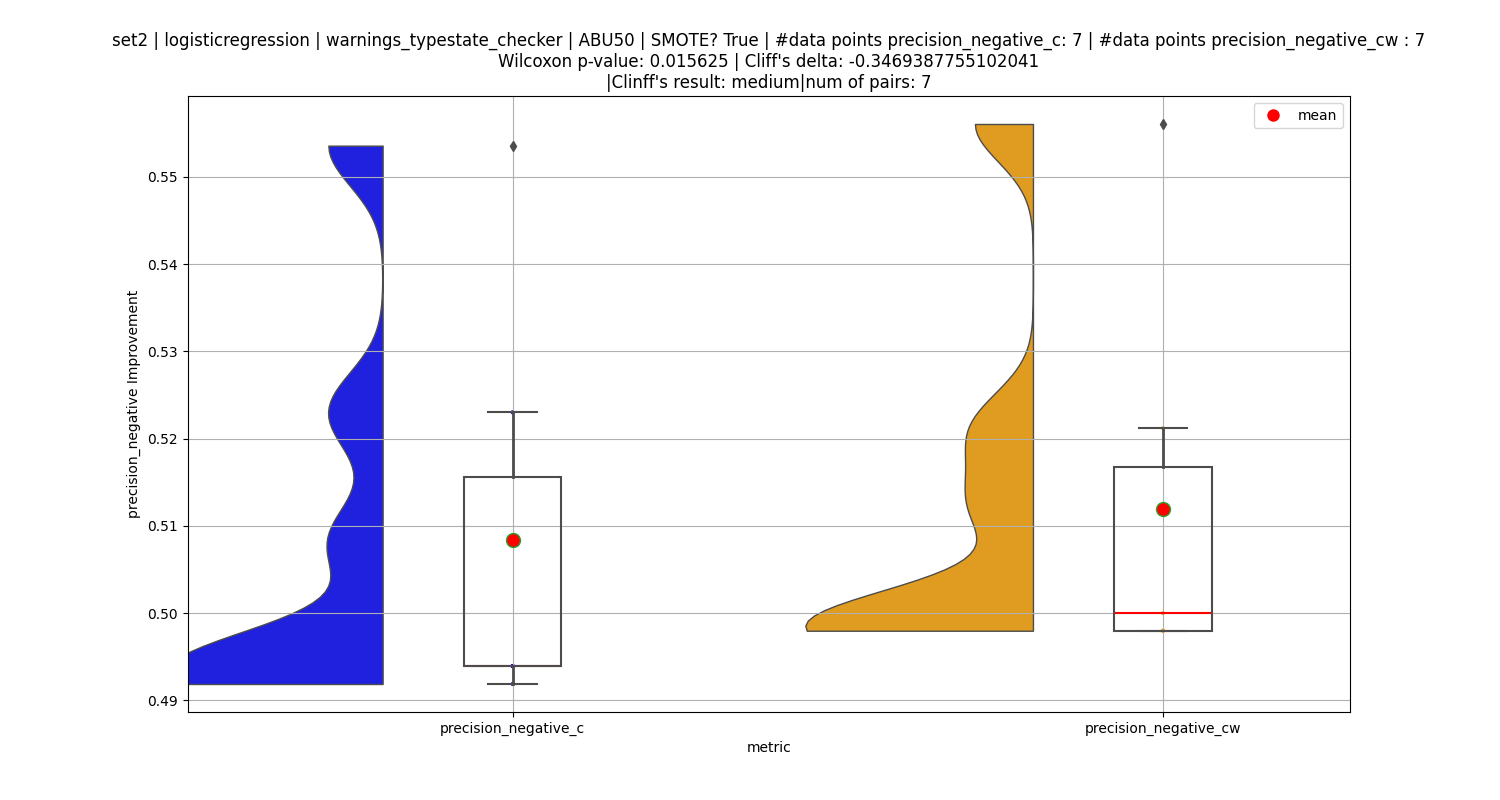 set2 | logisticregression | warnings_typestate_checker | ABU50 | SMOTE? True | #data points precision_negative_c: 7 | #data points precision_negative_cw : 7
Wilcoxon p-value: 0.015625 | Cliff's delta: -0.3469387755102041
|Clinff's result: medium|num of pairs: 7
mean
precision_negative Improvement
0.55
0.54
0.53
0.52
0.51
0.50
0.49
precision_negative_c
precision_negative_cw
metric